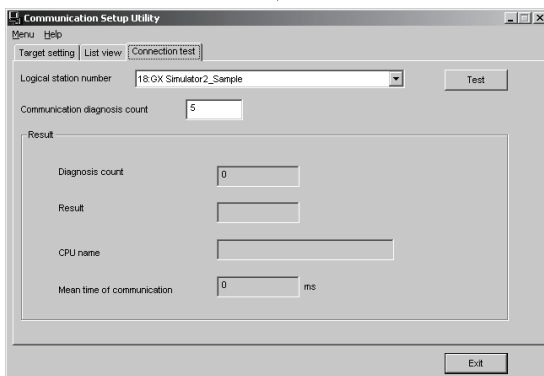 Communication Setup Utility
Menu Help
Target setting List view Connection test
Logical station number 18:GX Simulator2_Sample Test
Communication diagnosis count 5
Result
Diagnosis count 0
Result
CPU name
Mean time of communication 0 ms
Exit